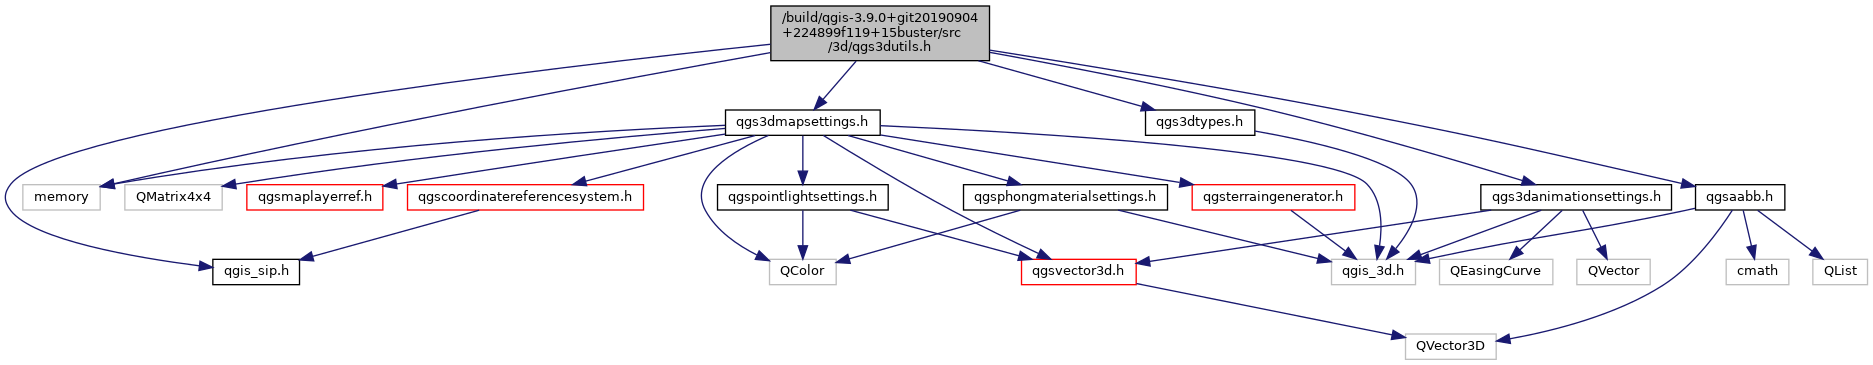 /build/qgis-3.9.0+git20190904
+224899f119+15buster/src
/3d/qgs3dutils.h
qgs3dmapsettings.h
qgs3dtypes.h
memory
QMatrix4x4
qgsmaplayerref.h
qgscoordinatereferencesystem.h
qgspointlightsettings.h
qgsphongmaterialsettings.h
qgsterraingenerator.h
qgs3danimationsettings.h
qgsaabb.h
qgis_sip.h
QColor
qgsvector3d.h
qgis_3d.h
QEasingCurve
QVector
cmath
QList
QVector3D